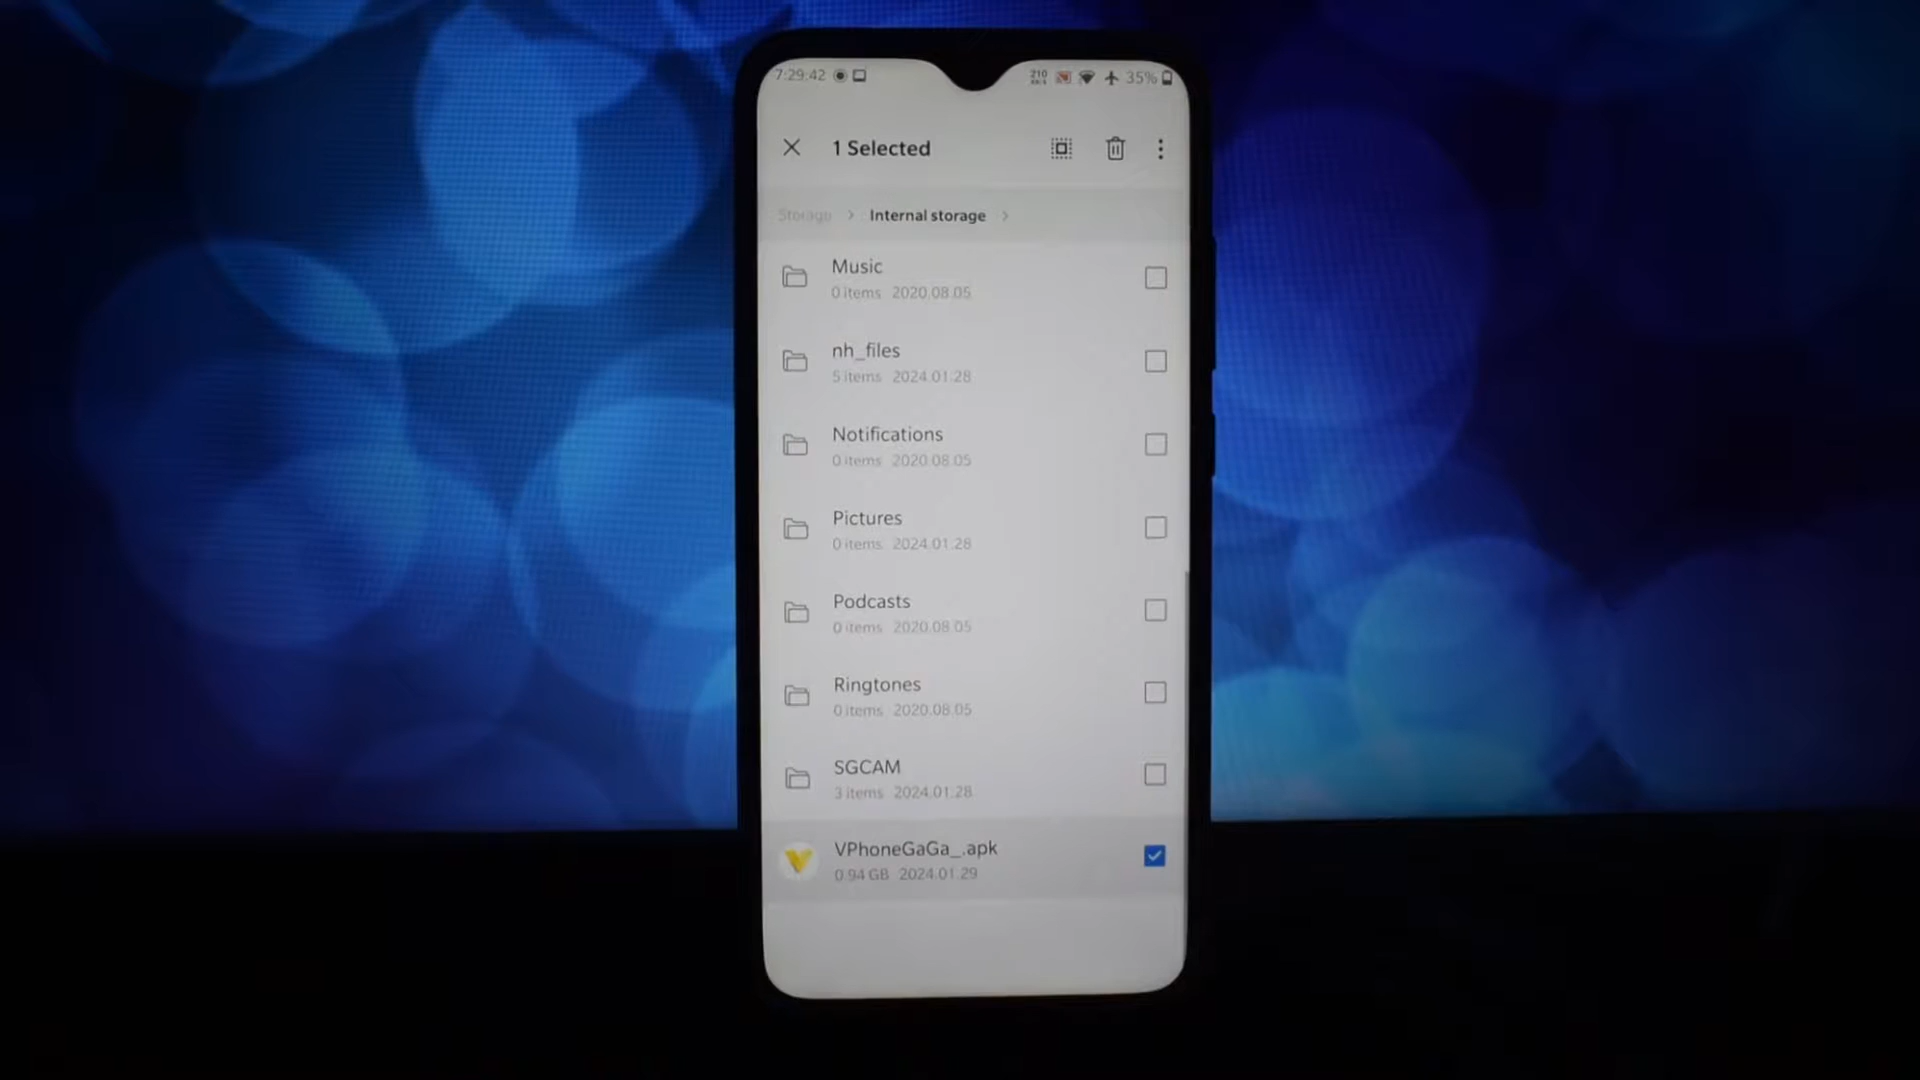 7:29:42
210
35%
1 Selected
Storage > Internal storage >
Music
0 items 2020.08.05
nh_files
5 items 2024.01.28
Notifications
0 items 2020.08.05
Pictures
0 items 2024.01.28
Podcasts
0 items 2020.08.05
Ringtones
0 items 2020.08.05
SGCAM
3 items 2024.01.28
VPhoneGaGa_.apk
0.94 GB 2024.01.29